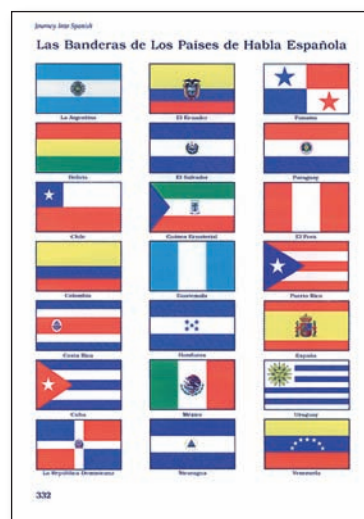 Journey Into Spanish
Las Banderas de Los Países de Habla Española
La Argentina
El Ecuador
Panamá
Bolivia
El Salvador
Paraguay
Chile
Guinea Ecuatorial
El Perú
Colombia
Guatemala
Puerto Rico
Costa Rica
Honduras
España
Cuba
México
Uruguay
La República Dominicana
Nicaragua
Venezuela
332